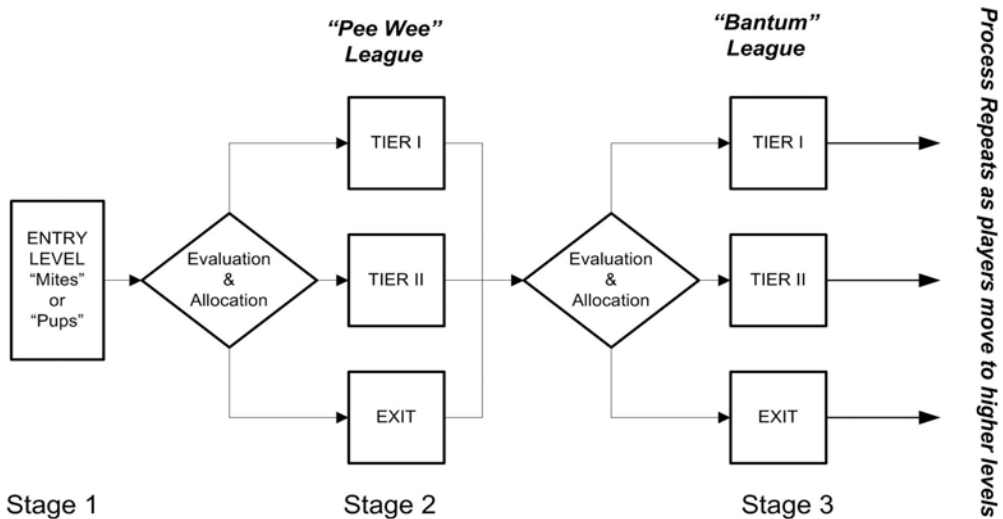 “Pee Wee”
League
“Bantum”
League
TIER I
TIER I
ENTRY
LEVEL
“Mites”
or
“Pups”
Evaluation
&
Allocation
TIER II
Evaluation
&
Allocation
TIER II
EXIT
EXIT
Stage 1
Stage 2
Stage 3
Process Repeats as players move to higher levels